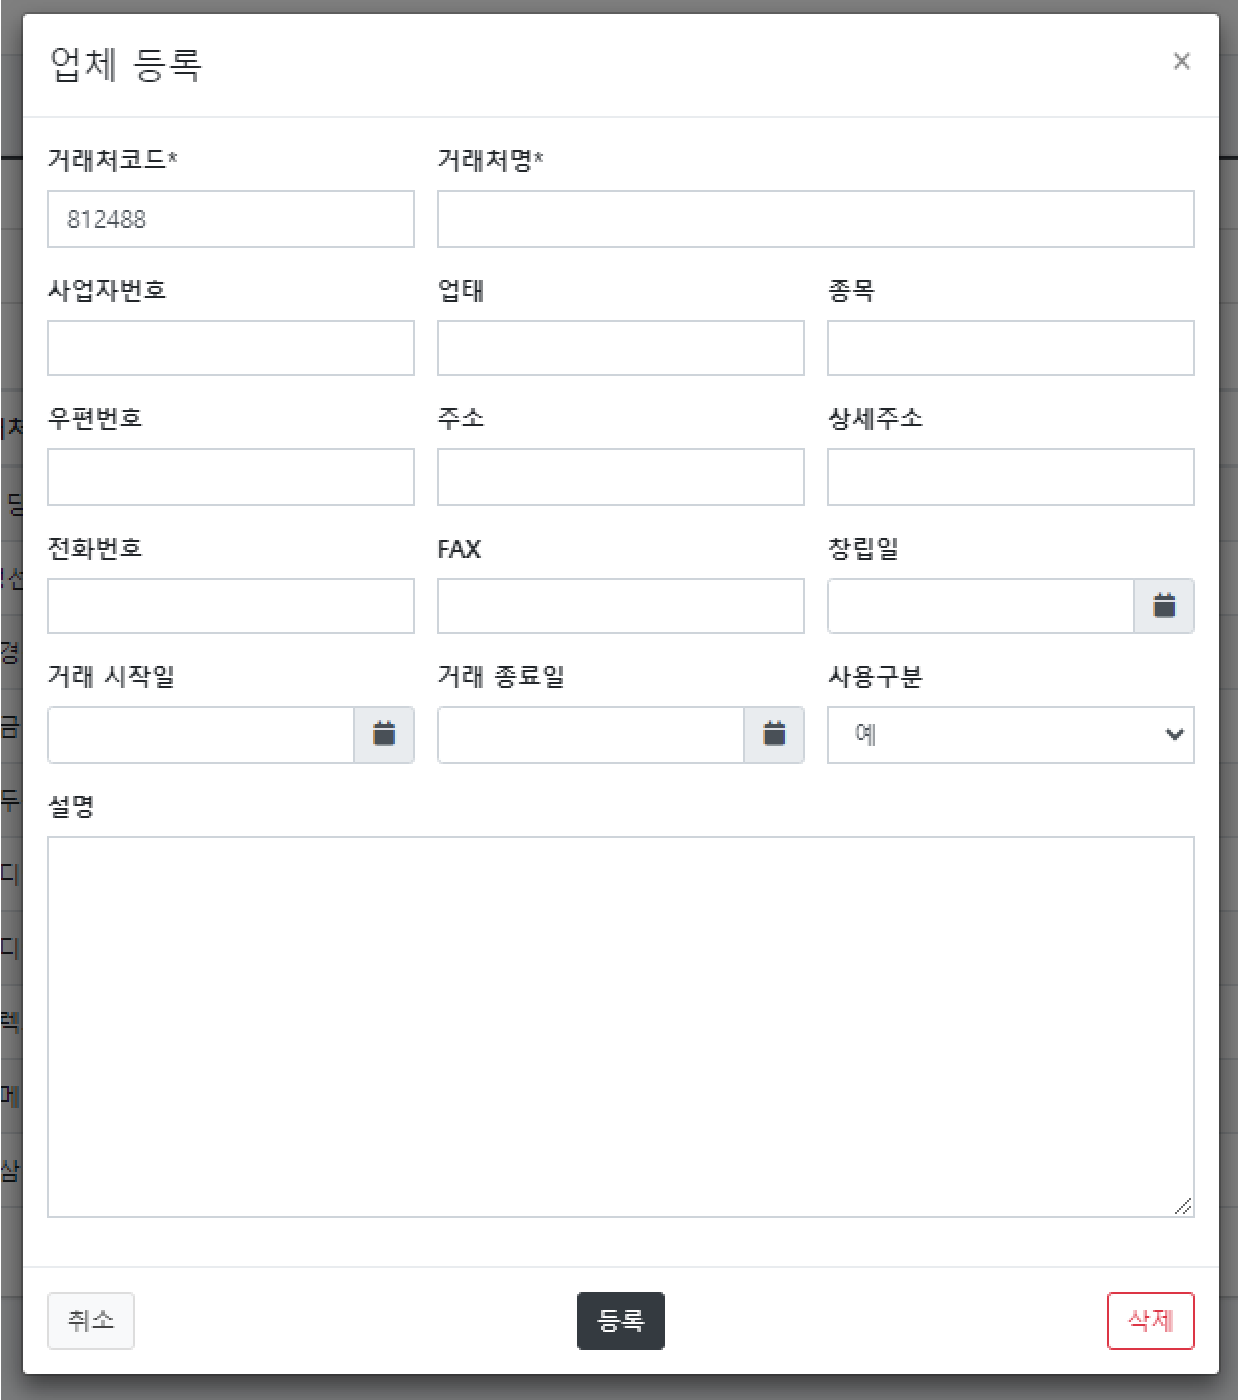 업체 등록
×
거래처코드* 거래처명*
812488
사업자번호 업태 종목
우편번호 주소 상세주소
전화번호 FAX 창립일
거래 시작일 거래 종료일 사용구분
예
설명
취소 등록 삭제